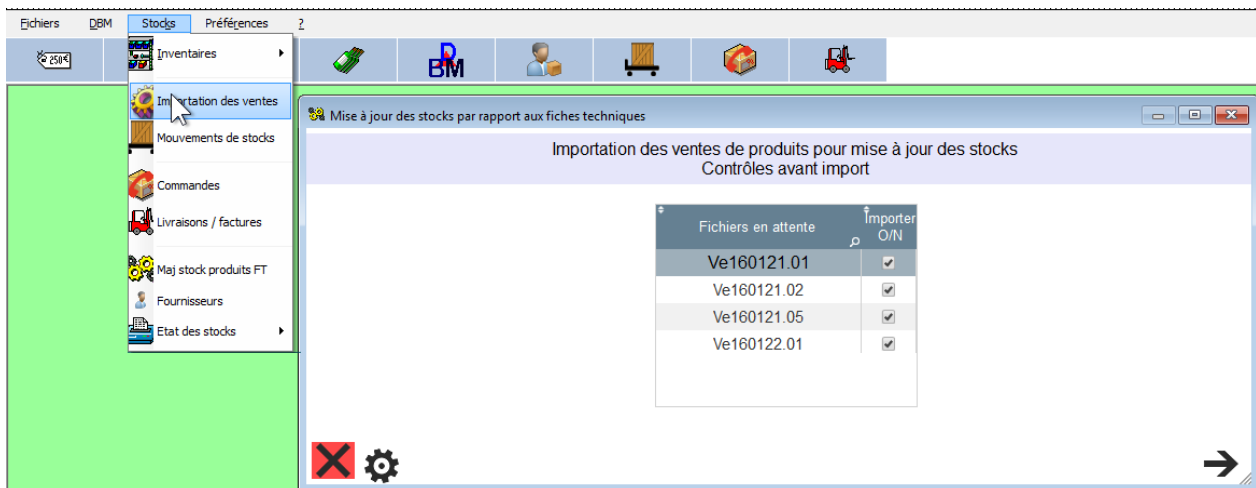 Fichiers DBM Stocks Préférences ?
250€
DBM
Inventaires
Importation des ventes
Mouvements de stocks
Commandes
Livraisons / factures
Maj stock produits FT
Fournisseurs
Etat des stocks
Mise à jour des stocks par rapport aux fiches techniques
Importation des ventes de produits pour mise à jour des stocks
Contrôles avant import
Fichiers en attente
Importer
O/N
Ve160121.01
Ve160121.02
Ve160121.05
Ve160122.01